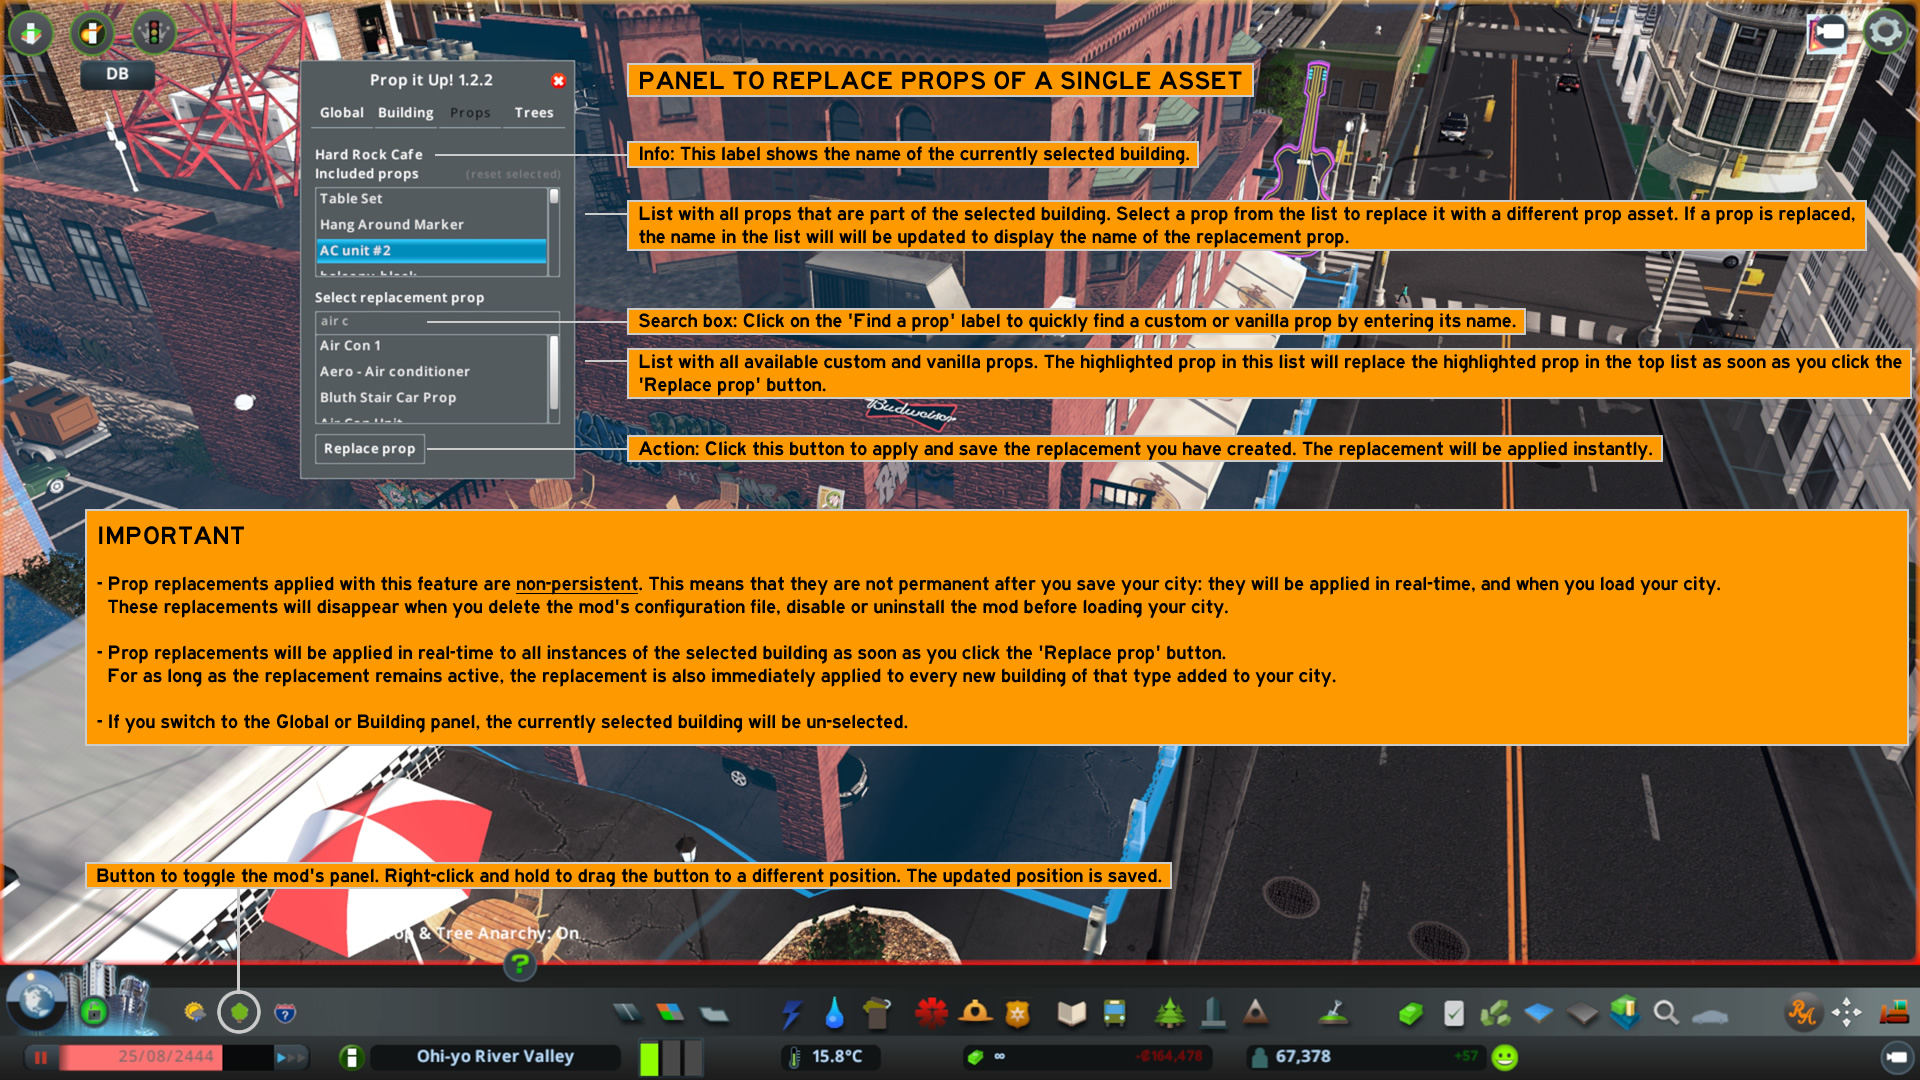 DB
Prop it Up! 1.2.2
Global Building Props Trees
Hard Rock Cafe
Included props (reset selected)
Table Set
Hang Around Marker
AC unit #2
balcony black
Select replacement prop
air c
Air Con 1
Aero - Air conditioner
Bluth Stair Car Prop
Air Con Unit
Replace prop
PANEL TO REPLACE PROPS OF A SINGLE ASSET
Info: This label shows the name of the currently selected building.
List with all props that are part of the selected building. Select a prop from the list to replace it with a different prop asset. If a prop is replaced,
the name in the list will will be updated to display the name of the replacement prop.
Search box: Click on the 'Find a prop' label to quickly find a custom or vanilla prop by entering its name.
List with all available custom and vanilla props. The highlighted prop in this list will replace the highlighted prop in the top list as soon as you click the
'Replace prop' button.
Budweiser
Action: Click this button to apply and save the replacement you have created. The replacement will be applied instantly.
IMPORTANT
- Prop replacements applied with this feature are non-persistent. This means that they are not permanent after you save your city: they will be applied in real-time, and when you load your city.
These replacements will disappear when you delete the mod's configuration file, disable or uninstall the mod before loading your city.
- Prop replacements will be applied in real-time to all instances of the selected building as soon as you click the 'Replace prop' button.
For as long as the replacement remains active, the replacement is also immediately applied to every new building of that type added to your city.
- If you switch to the Global or Building panel, the currently selected building will be un-selected.
Button to toggle the mod's panel. Right-click and hold to drag the button to a different position. The updated position is saved.
& Tree Anarchy: On
?
?
25/08/2444
Ohi-yo River Valley
15.8°C
∞
-₡164,478
67,378
+57